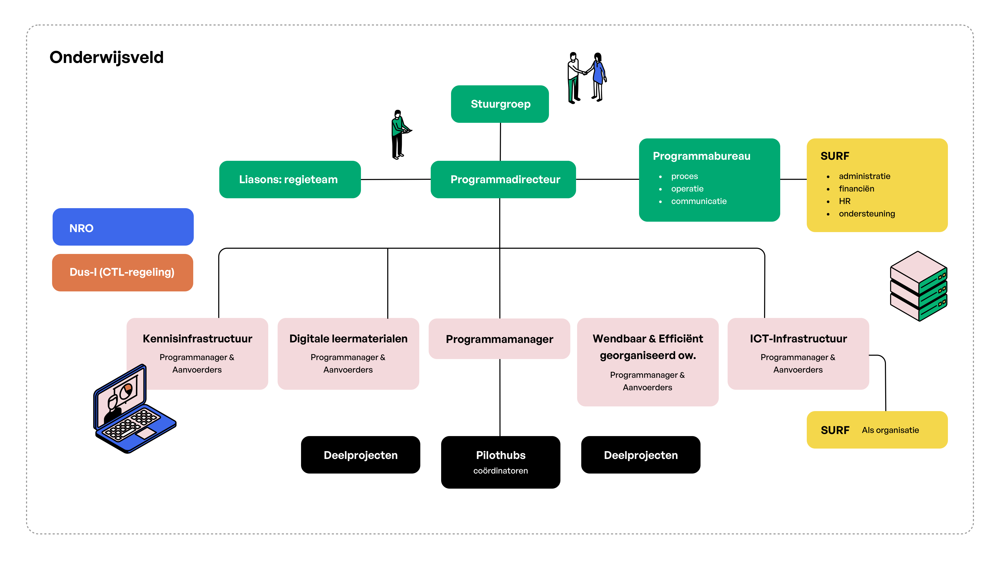 Onderwijsveld
Stuurgroep
Liasons: regieteam
Programmadirecteur
Programmabureau
• proces
• operatie
• communicatie
SURF
• administratie
• financiën
• HR
• ondersteuning
NRO
Dus-I (CTL-regeling)
Kennisinfrastructuur
Programmanager &
Aanvoerders
Digitale leermaterialen
Programmanager &
Aanvoerders
Programmamanager
Wendbaar & Efficiënt
georganiseerd ow.
Programmanager &
Aanvoerders
ICT-Infrastructuur
Programmanager &
Aanvoerders
SURF Als organisatie
Deelprojecten
Pilothubs
coördinatoren
Deelprojecten